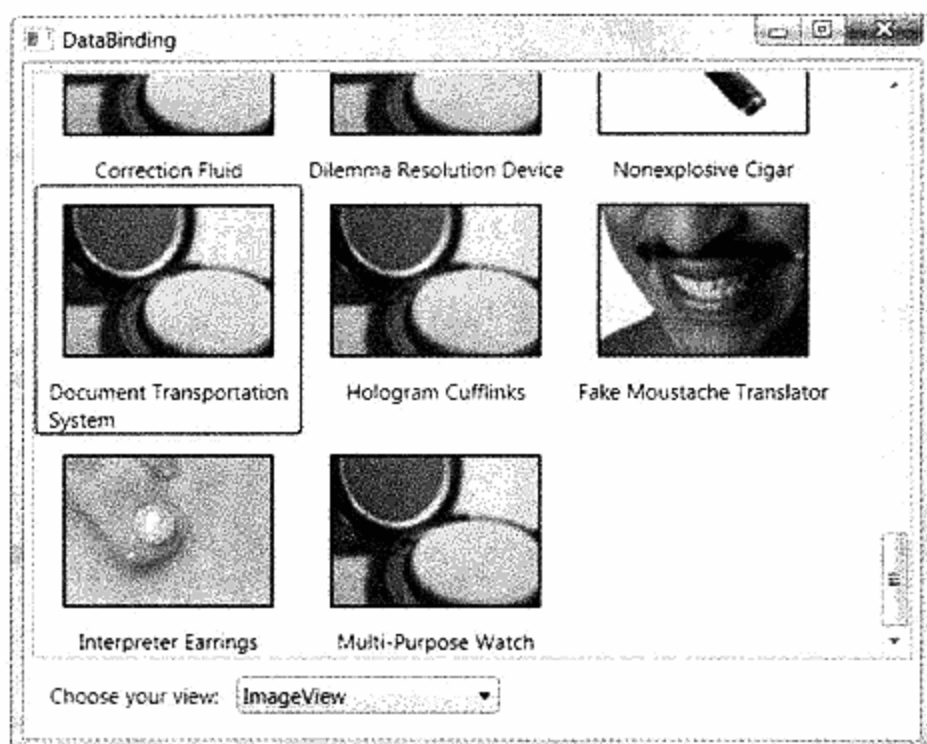 DataBinding
Correction Fluid
Dilemma Resolution Device
Nonexplosive Cigar
Document Transportation
System
Hologram Cufflinks
Fake Moustache Translator
Interpreter Earrings
Multi-Purpose Watch
Choose your view: ImageView